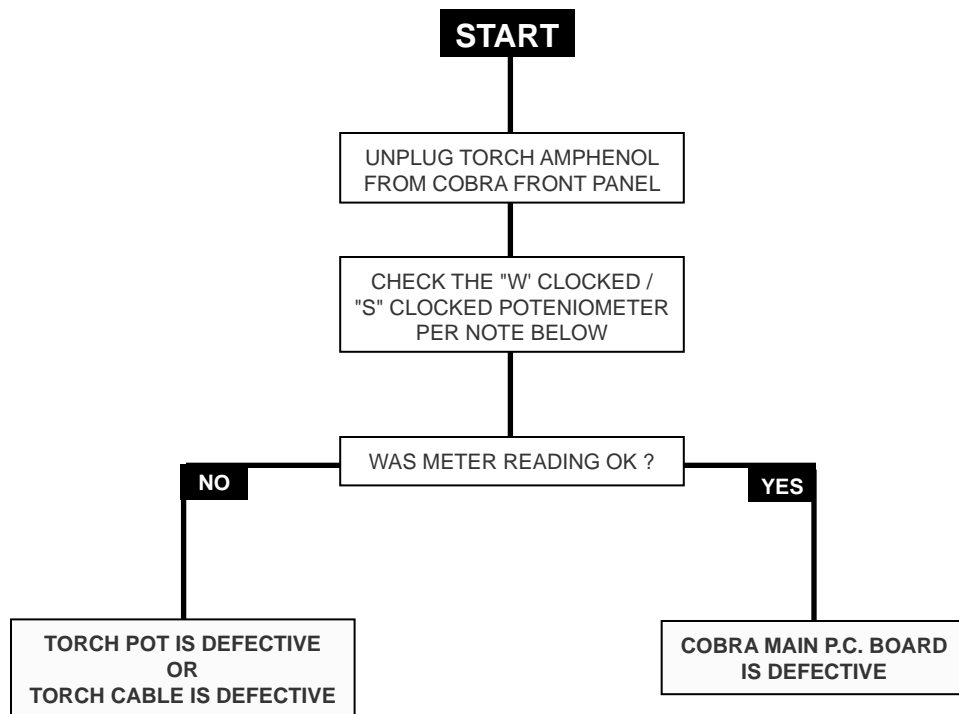 START
UNPLUG TORCH AMPHENOL
FROM COBRA FRONT PANEL
CHECK THE "W' CLOCKED /
"S" CLOCKED POTENIOMETER
PER NOTE BELOW
WAS METER READING OK ?
NO
YES
TORCH POT IS DEFECTIVE
OR
TORCH CABLE IS DEFECTIVE
COBRA MAIN P.C. BOARD
IS DEFECTIVE